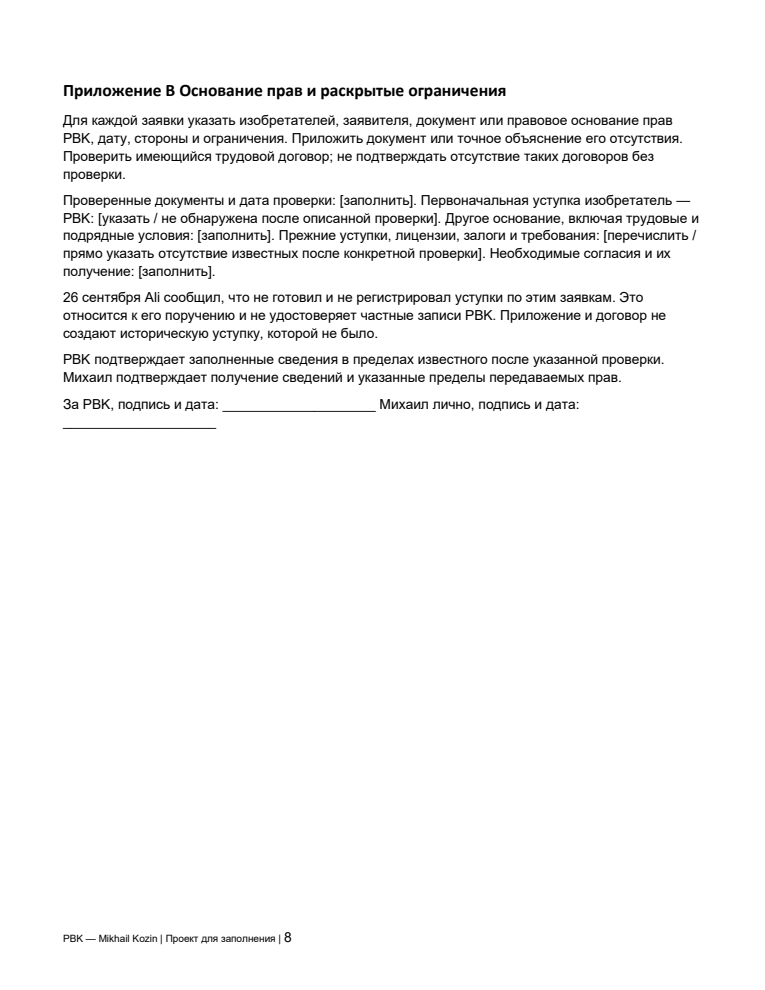 Приложение B Основание прав и раскрытые ограничения
Для каждой заявки указать изобретателей, заявителя, документ или правовое основание прав
PBK, дату, стороны и ограничения. Приложить документ или точное объяснение его отсутствия.
Проверить имеющийся трудовой договор; не подтверждать отсутствие таких договоров без
проверки.
Проверенные документы и дата проверки: [заполнить]. Первоначальная уступка изобретатель —
PBK: [указать / не обнаружена после описанной проверки]. Другое основание, включая трудовые и
подрядные условия: [заполнить]. Прежние уступки, лицензии, залоги и требования: [перечислить /
прямо указать отсутствие известных после конкретной проверки]. Необходимые согласия и их
получение: [заполнить].
26 сентября Ali сообщил, что не готовил и не регистрировал уступки по этим заявкам. Это
относится к его поручению и не удостоверяет частные записи PBK. Приложение и договор не
создают историческую уступку, которой не было.
PBK подтверждает заполненные сведения в пределах известного после указанной проверки.
Михаил подтверждает получение сведений и указанные пределы передаваемых прав.
За PBK, подпись и дата: ____________________ Михаил лично, подпись и дата:
____________________
PBK — Mikhail Kozin | Проект для заполнения | 8